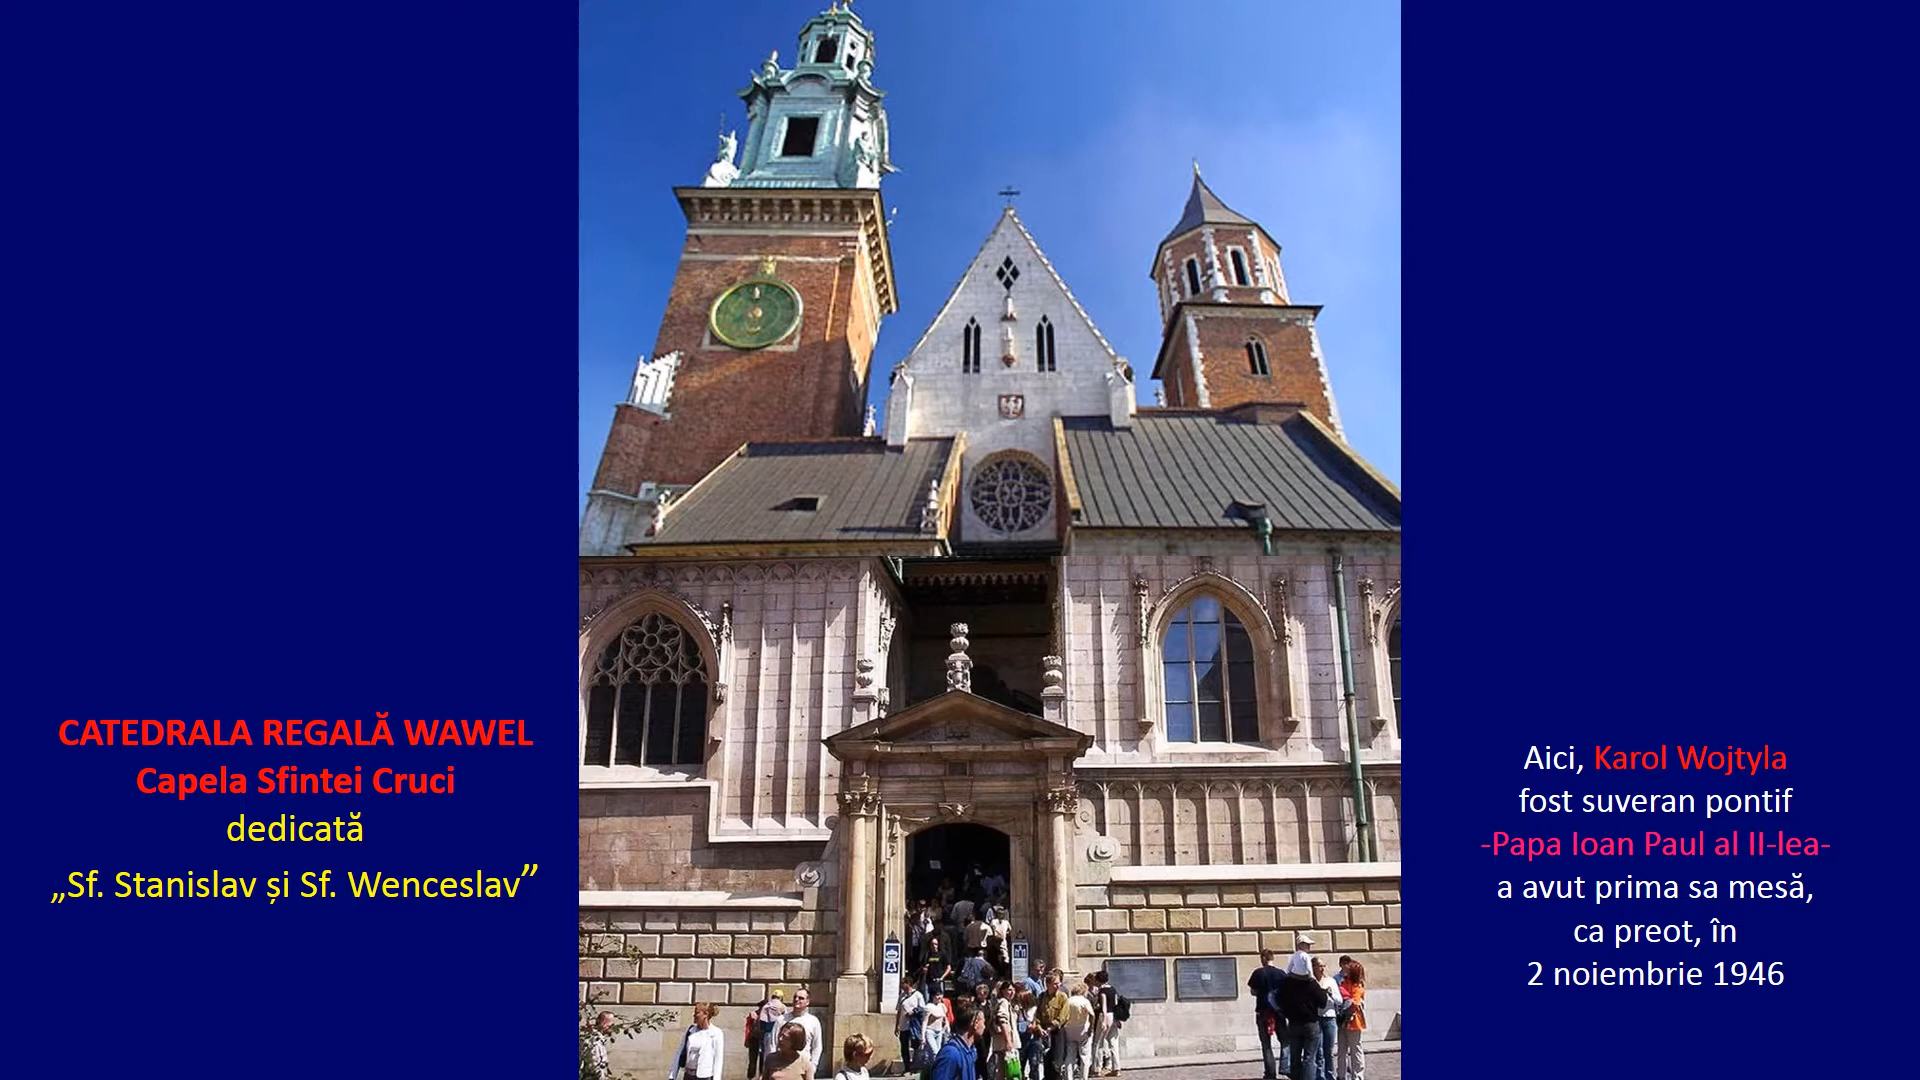 CATEDRALA REGALĂ WAWEL
Capela Sfintei Cruci
dedicată
„Sf. Stanislav și Sf. Wenceslav”
Aici, Karol Wojtyla
fost suveran pontif
-Papa Ioan Paul al II-lea-
a avut prima sa mesă,
ca preot, în
2 noiembrie 1946